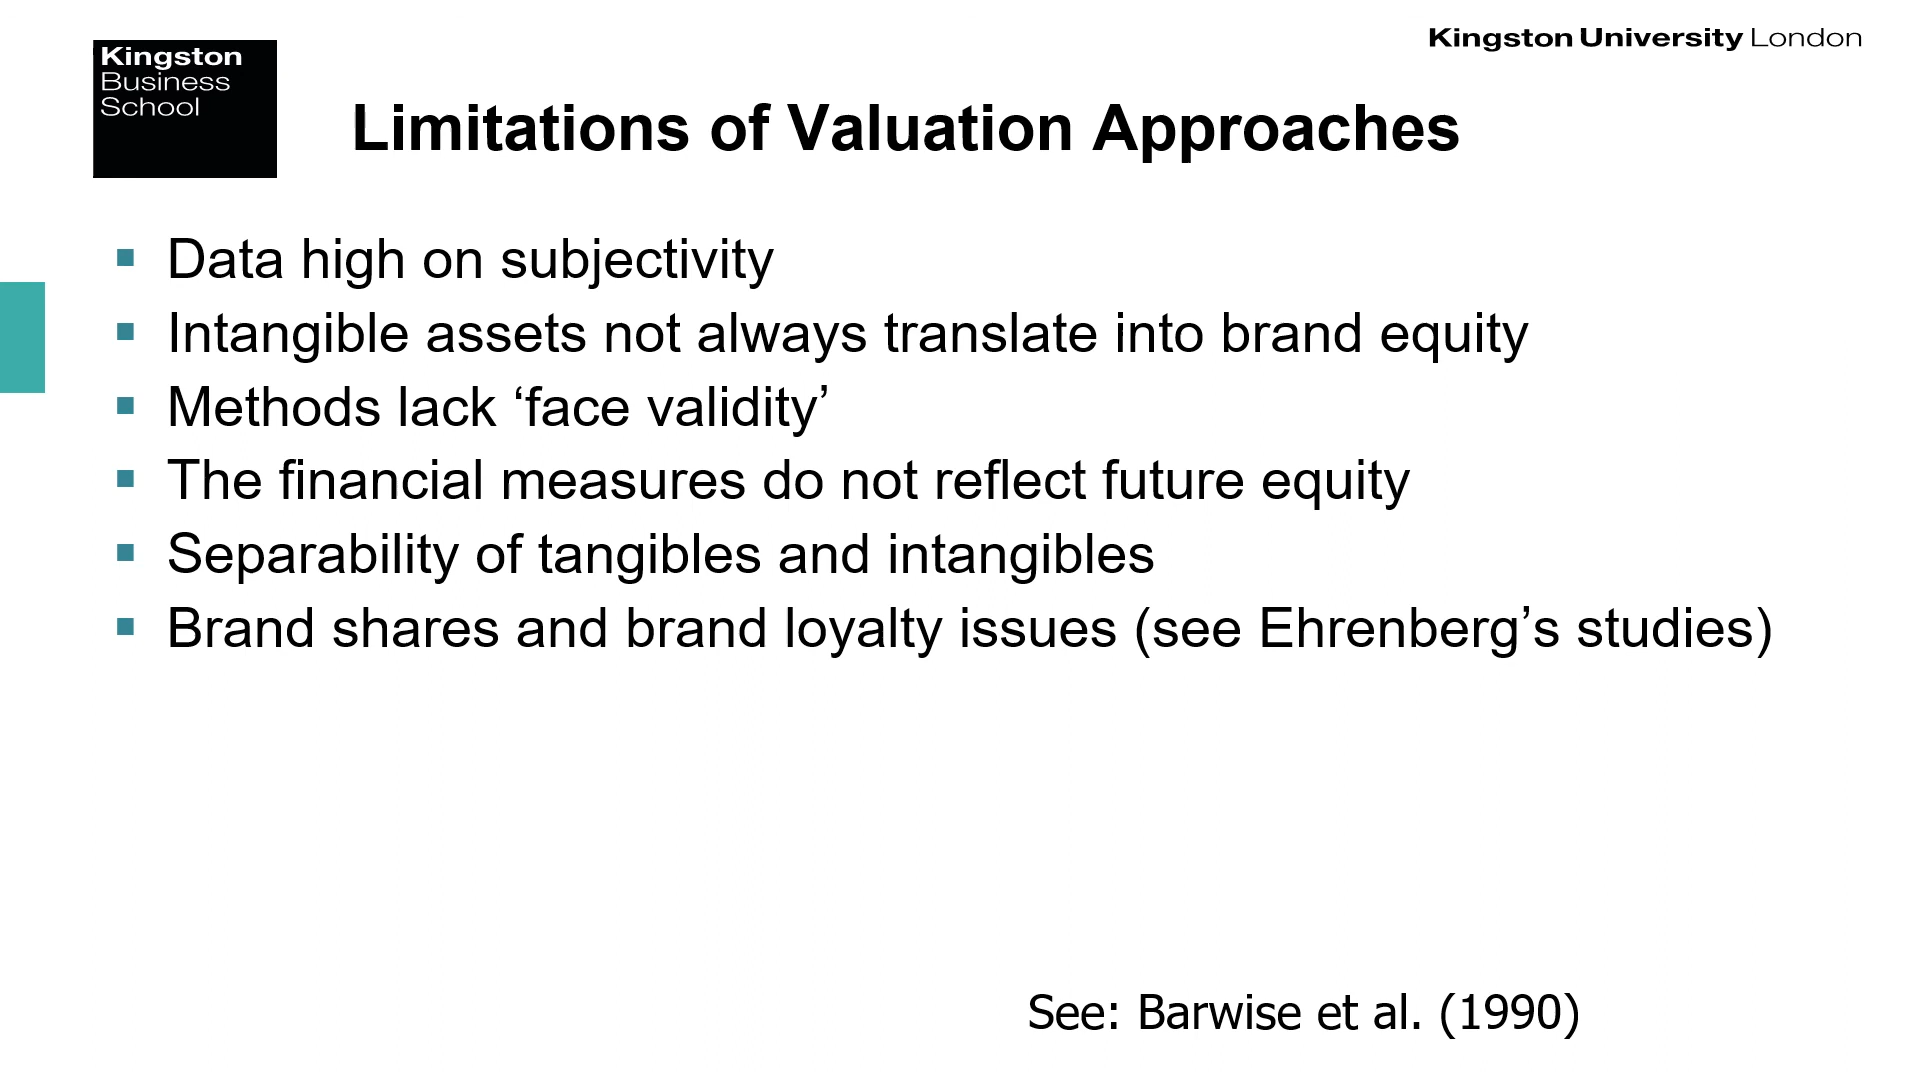 Kingston University London
Kingston
Business
School
Limitations of Valuation Approaches
▪ Data high on subjectivity
▪ Intangible assets not always translate into brand equity
▪ Methods lack ‘face validity’
▪ The financial measures do not reflect future equity
▪ Separability of tangibles and intangibles
▪ Brand shares and brand loyalty issues (see Ehrenberg’s studies)
See: Barwise et al. (1990)